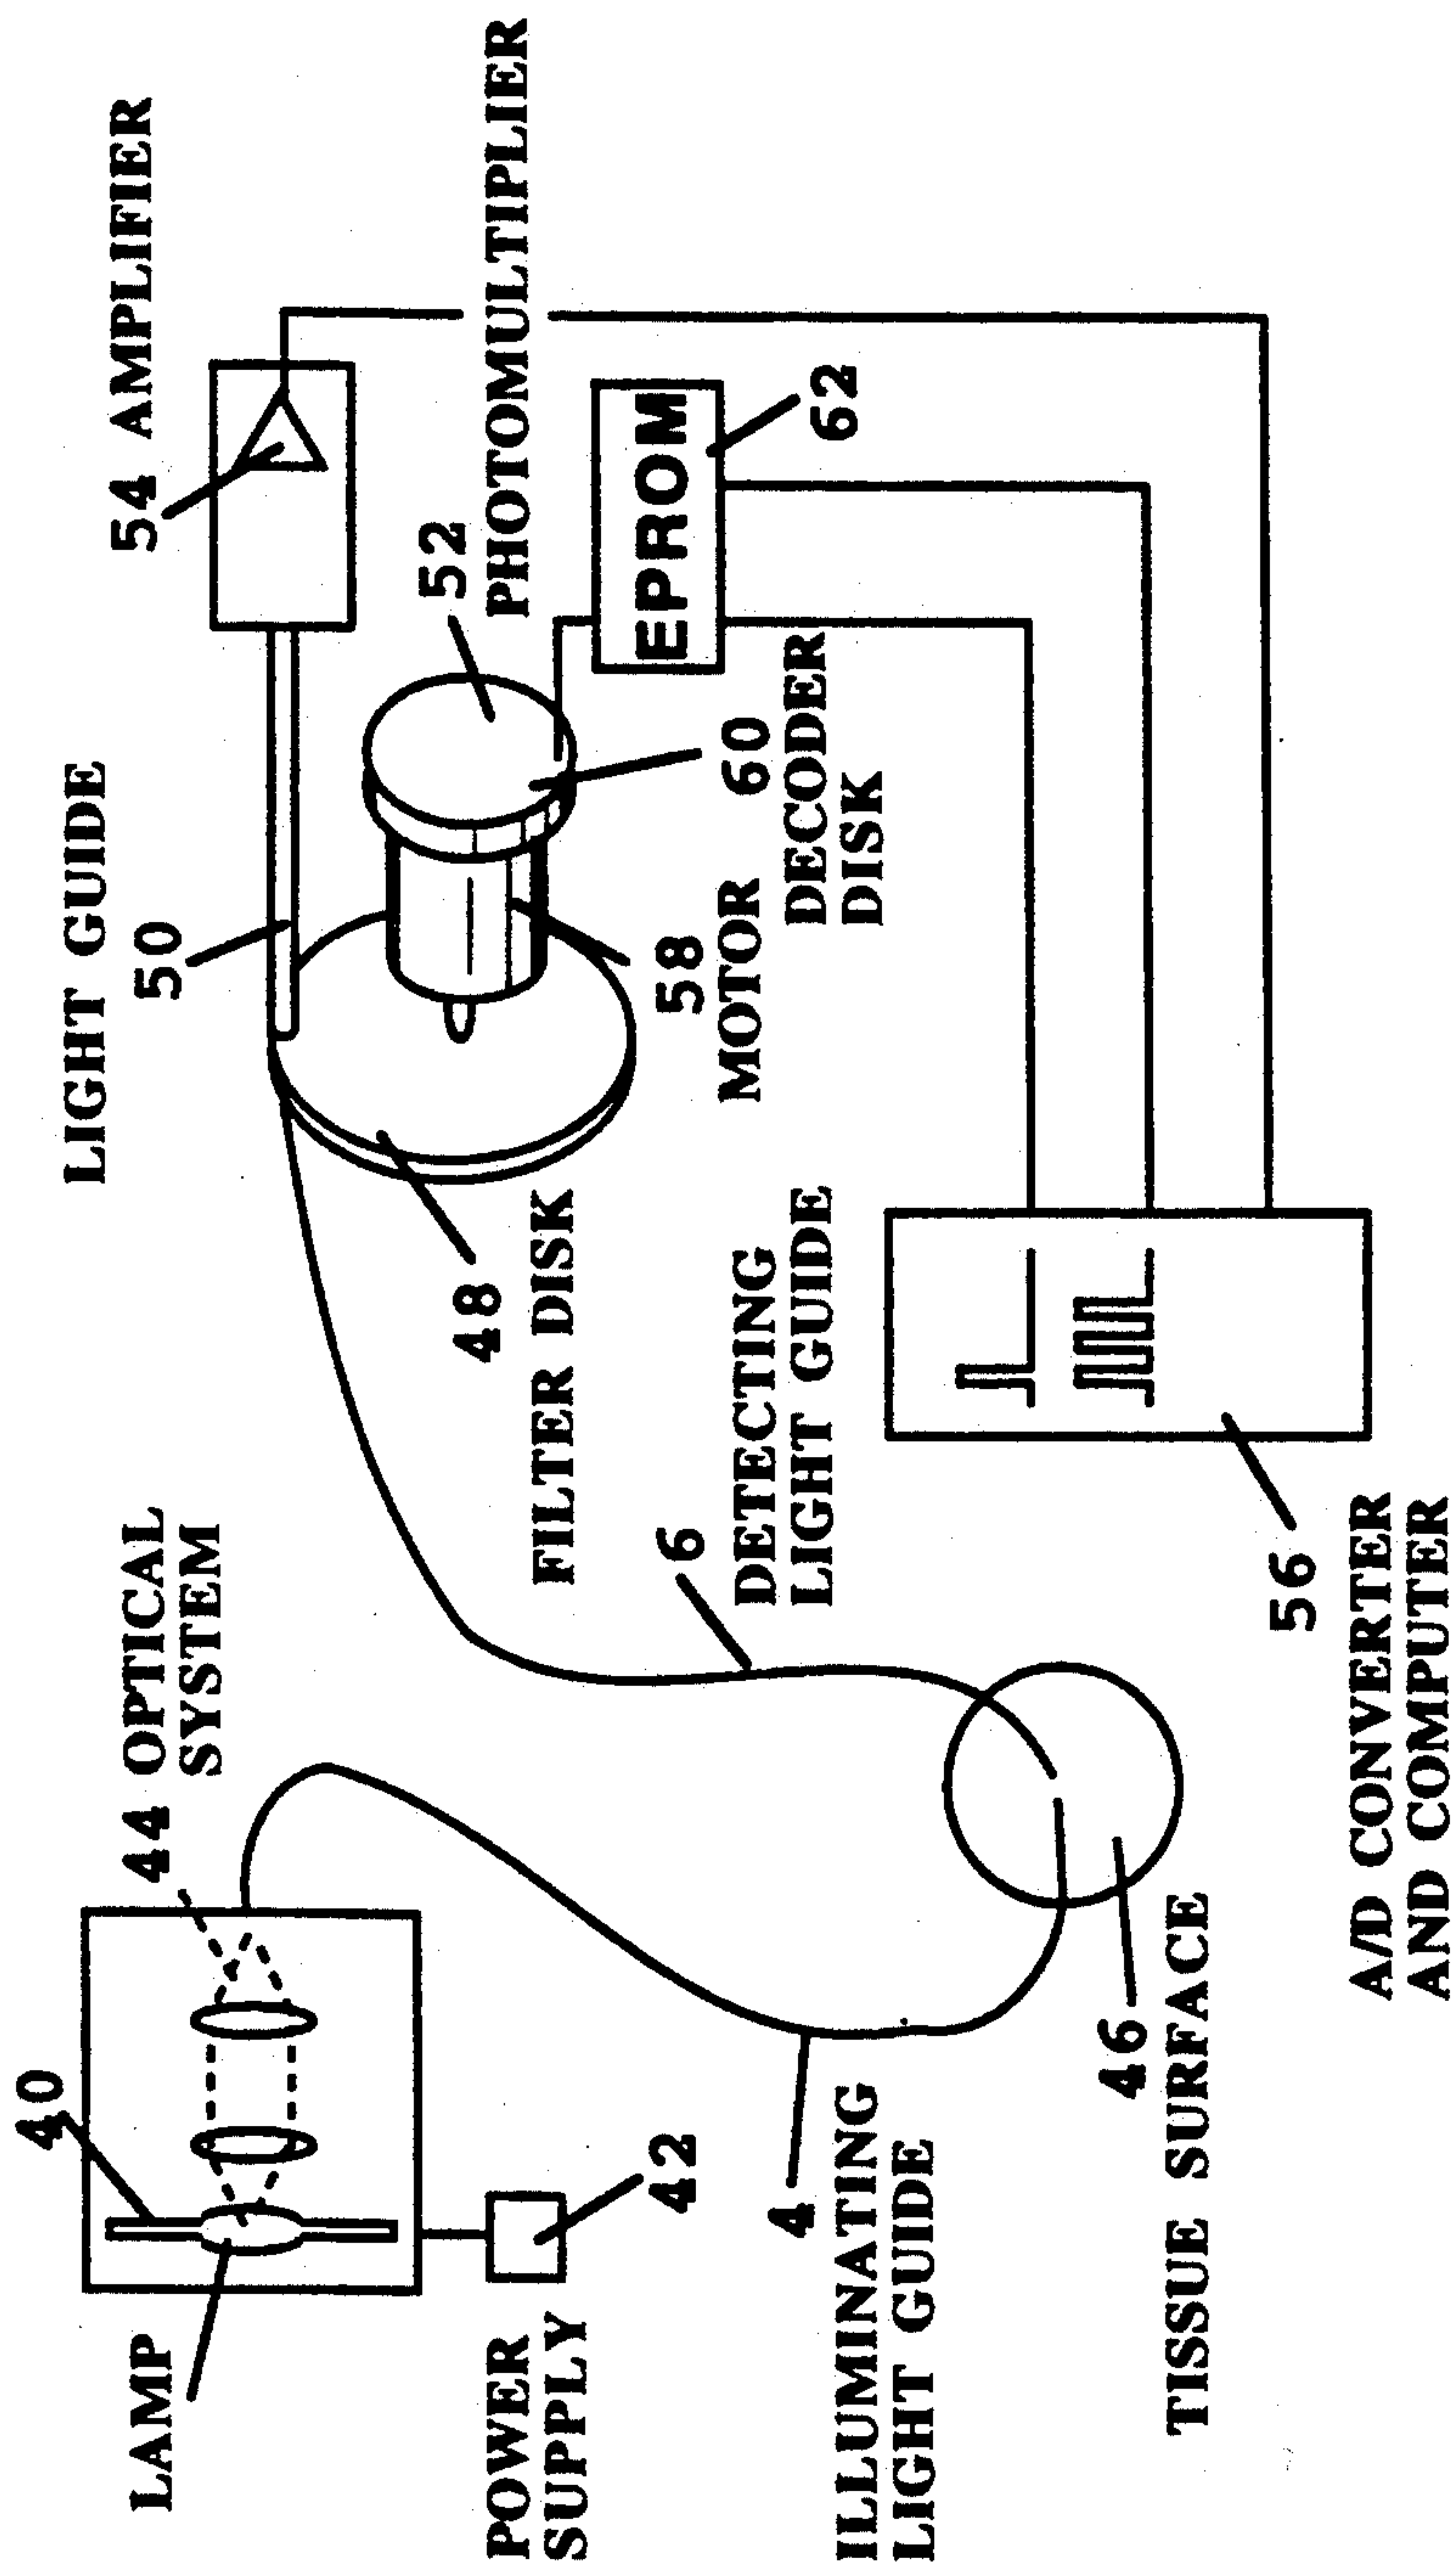 40
LAMP
44 OPTICAL
SYSTEM
LIGHT GUIDE
50
54 AMPLIFIER
52
PHOTOMULTIPLIER
48
FILTER DISK
58
MOTOR
60
DECODER
DISK
EPROM
62
42
POWER
SUPPLY
6
DETECTING
LIGHT GUIDE
4
ILLUMINATING
LIGHT GUIDE
46
TISSUE SURFACE
56
A/D CONVERTER
AND COMPUTER